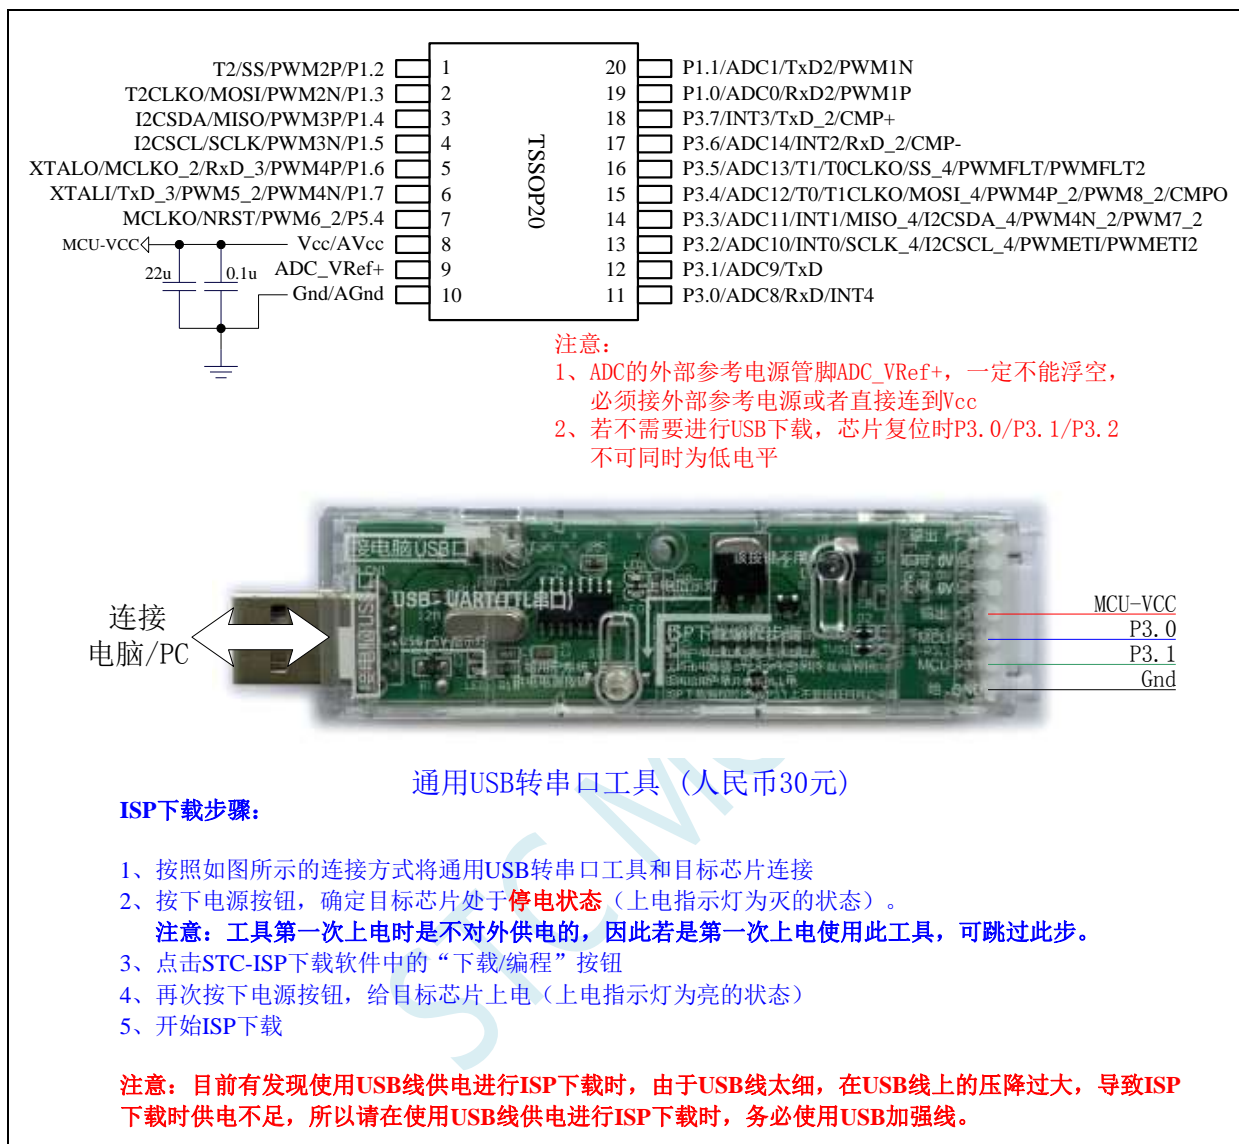 T2/SS/PWM2P/P1.2 1
T2CLKO/MOSI/PWM2N/P1.3 2
I2CSDA/MISO/PWM3P/P1.4 3
I2CSCL/SCLK/PWM3N/P1.5 4
XTALO/MCLKO_2/RxD_3/PWM4P/P1.6 5
XTALI/TxD_3/PWM5_2/PWM4N/P1.7 6
MCLKO/NRST/PWM6_2/P5.4 7
MCU-VCC Vcc/AVcc 8
22u 0.1u ADC_VRef+ 9
Gnd/AGnd 10
TSSOP20
20 P1.1/ADC1/TxD2/PWM1N
19 P1.0/ADC0/RxD2/PWM1P
18 P3.7/INT3/TxD_2/CMP+
17 P3.6/ADC14/INT2/RxD_2/CMP-
16 P3.5/ADC13/T1/T0CLKO/SS_4/PWMFLT/PWMFLT2
15 P3.4/ADC12/T0/T1CLKO/MOSI_4/PWM4P_2/PWM8_2/CMPO
14 P3.3/ADC11/INT1/MISO_4/I2CSDA_4/PWM4N_2/PWM7_2
13 P3.2/ADC10/INT0/SCLK_4/I2CSCL_4/PWMETI/PWMETI2
12 P3.1/ADC9/TxD
11 P3.0/ADC8/RxD/INT4
注意：
1、ADC的外部参考电源管脚ADC_VRef+，一定不能浮空，
必须接外部参考电源或者直接连到Vcc
2、若不需要进行USB下载，芯片复位时P3.0/P3.1/P3.2
不可同时为低电平
连接
电脑/PC
接电脑USB口
USB - UART(TTL串口)
MCU-VCC
P3.0
P3.1
Gnd
通用USB转串口工具 (人民币30元)
ISP下载步骤：
1、按照如图所示的连接方式将通用USB转串口工具和目标芯片连接
2、按下电源按钮，确定目标芯片处于停电状态（上电指示灯为灭的状态）。
注意：工具第一次上电时是不对外供电的，因此若是第一次上电使用此工具，可跳过此步。
3、点击STC-ISP下载软件中的“下载/编程”按钮
4、再次按下电源按钮，给目标芯片上电（上电指示灯为亮的状态）
5、开始ISP下载
STC MC
注意：目前有发现使用USB线供电进行ISP下载时，由于USB线太细，在USB线上的压降过大，导致ISP
下载时供电不足，所以请在使用USB线供电进行ISP下载时，务必使用USB加强线。